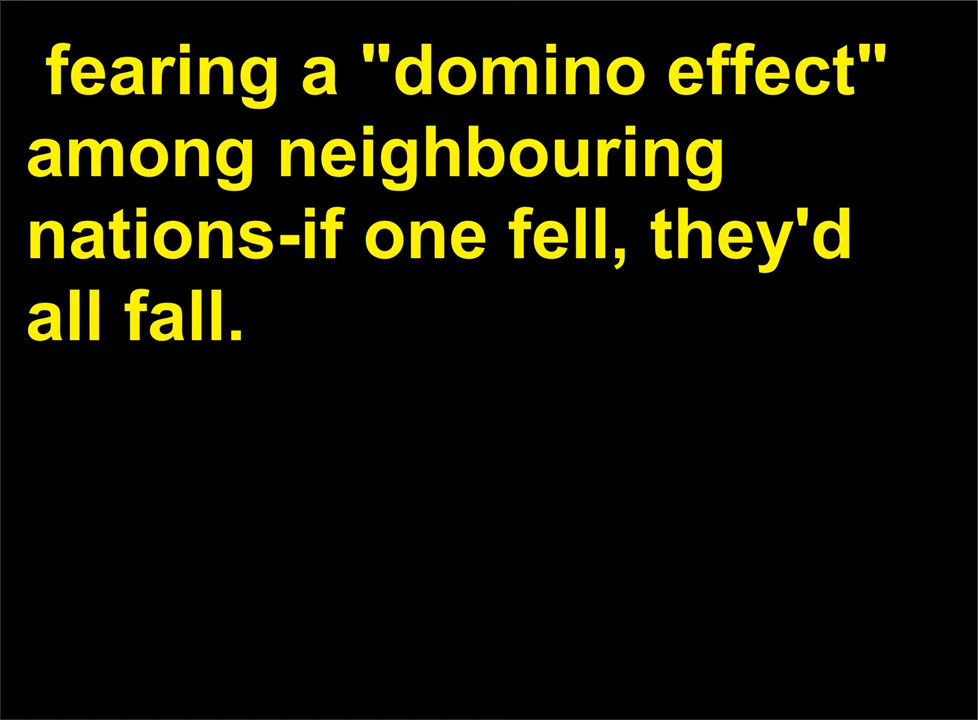 fearing a "domino effect"
among neighbouring
nations-if one fell, they'd
all fall.